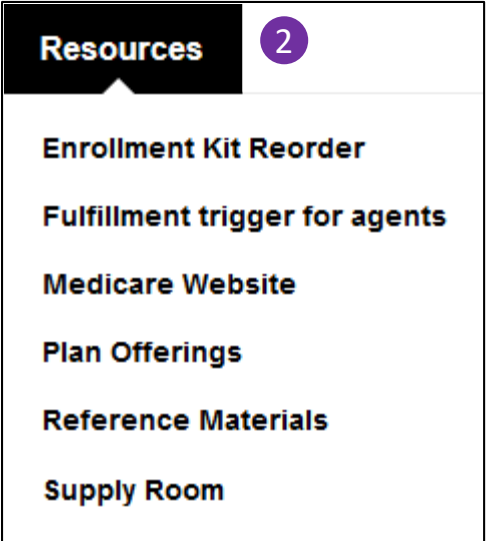 Resources 2
Enrollment Kit Reorder
Fulfillment trigger for agents
Medicare Website
Plan Offerings
Reference Materials
Supply Room